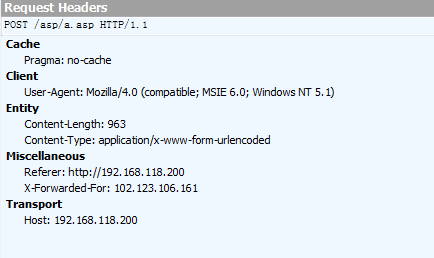 Request Headers
POST /asp/a.asp HTTP/1.1
Cache
Pragma: no-cache
Client
User-Agent: Mozilla/4.0 (compatible; MSIE 6.0; Windows NT 5.1)
Entity
Content-Length: 963
Content-Type: application/x-www-form-urlencoded
Miscellaneous
Referer: http://192.168.118.200
X-Forwarded-For: 102.123.106.161
Transport
Host: 192.168.118.200